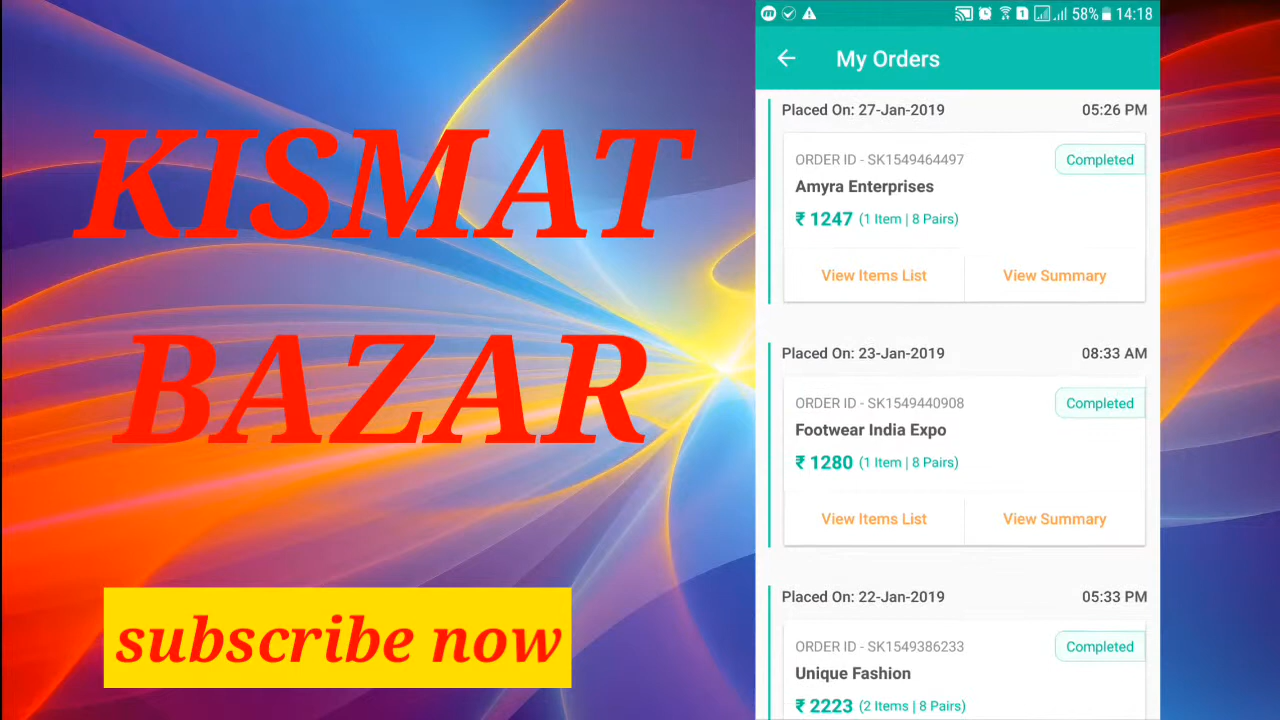 KISMAT
BAZAR
subscribe now
1 58% 14:18
My Orders
Placed On: 27-Jan-2019 05:26 PM
ORDER ID - SK1549464497 Completed
Amyra Enterprises
₹ 1247 (1 Item | 8 Pairs)
View Items List View Summary
Placed On: 23-Jan-2019 08:33 AM
ORDER ID - SK1549440908 Completed
Footwear India Expo
₹ 1280 (1 Item | 8 Pairs)
View Items List View Summary
Placed On: 22-Jan-2019 05:33 PM
ORDER ID - SK1549386233 Completed
Unique Fashion
₹ 2223 (2 Items | 8 Pairs)